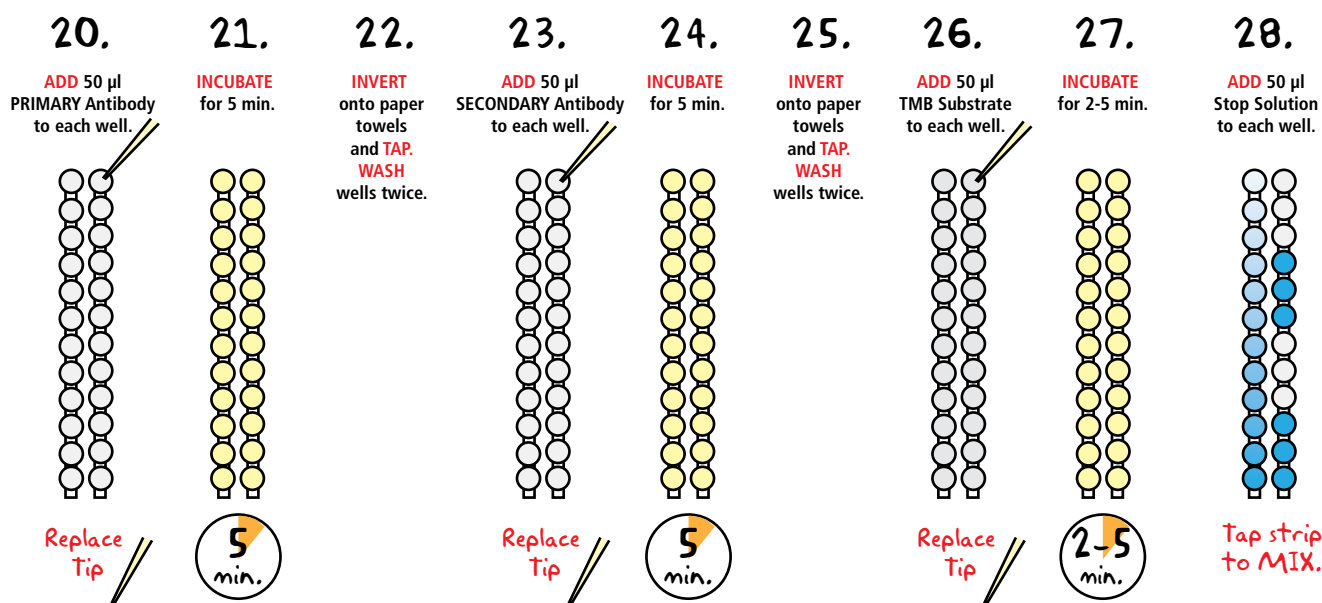 20.
ADD 50 µl
PRIMARY Antibody
to each well.
Replace
Tip
21.
INCUBATE
for 5 min.
5
min.
22.
INVERT
onto paper
towels
and TAP.
WASH
wells twice.
23.
ADD 50 µl
SECONDARY Antibody
to each well.
Replace
Tip
24.
INCUBATE
for 5 min.
5
min.
25.
INVERT
onto paper
towels
and TAP.
WASH
wells twice.
26.
ADD 50 µl
TMB Substrate
to each well.
Replace
Tip
27.
INCUBATE
for 2-5 min.
2-5
min.
28.
ADD 50 µl
Stop Solution
to each well.
Tap strip
to MIX.